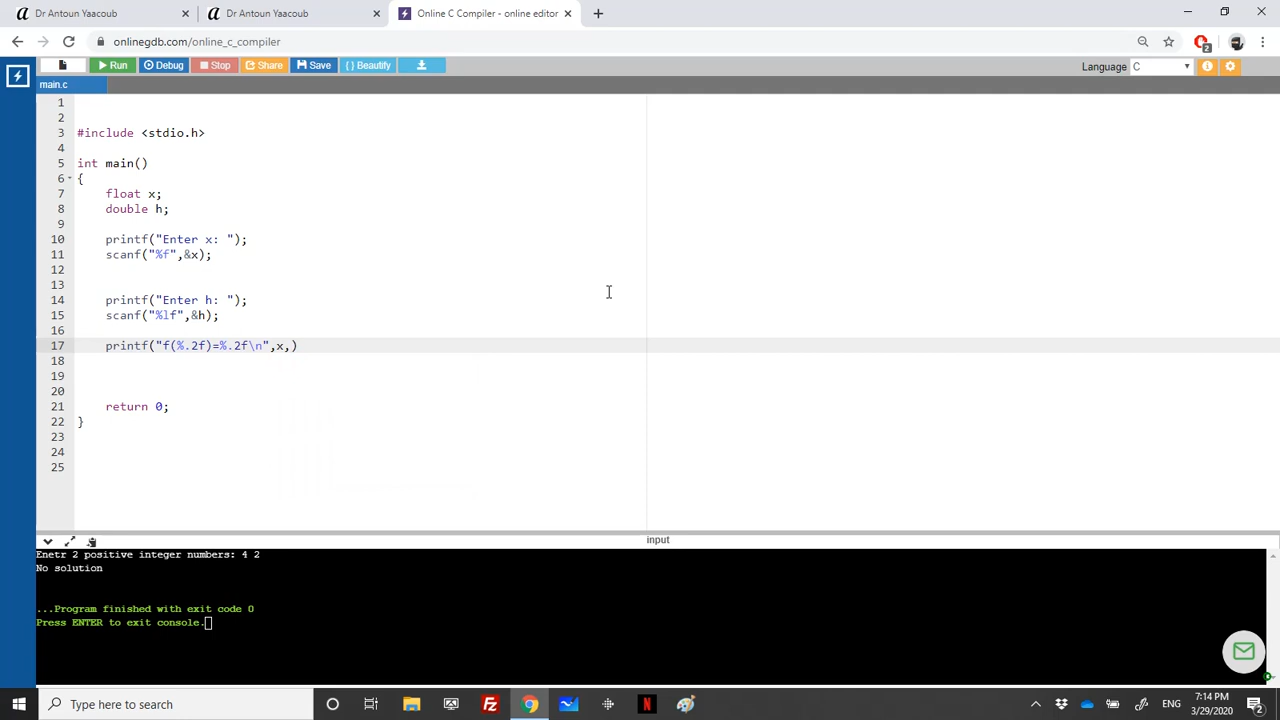 Dr Antoun Yaacoub
Dr Antoun Yaacoub
Online C Compiler - online editor
onlinegdb.com/online_c_compiler
2
Run
Debug
Stop
Share
Save
{ } Beautify
Language C
main.c
1
2
3 #include <stdio.h>
4
5 int main()
6 {
7 float x;
8 double h;
9
10 printf("Enter x: ");
11 scanf("%f",&x);
12
13
14 printf("Enter h: ");
15 scanf("%lf",&h);
16
17 printf("f(%.2f)=%.2f\n",x,)
18
19
20
21 return 0;
22 }
23
24
25
input
Enetr 2 positive integer numbers: 4 2
No solution
...Program finished with exit code 0
Press ENTER to exit console.
Type here to search
Fz
N
ENG
7:14 PM
3/29/2020
2